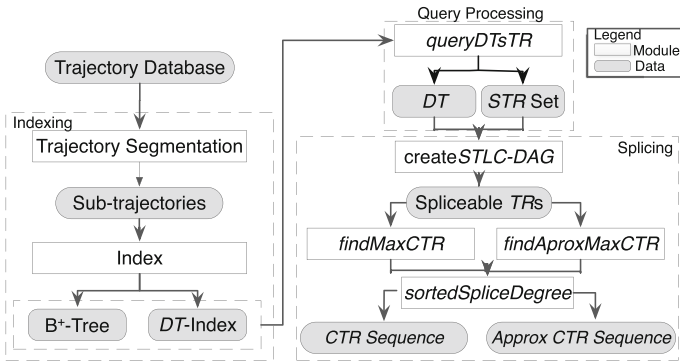 Query Processing
queryDTsTR
Legend
Module
Data
Trajectory Database
DT
STR Set
Indexing
Trajectory Segmentation
createSTLC-DAG
Splicing
Sub-trajectories
Spliceable TRs
Index
findMaxCTR
findAproxMaxCTR
sortedSpliceDegree
B+-Tree
DT-Index
CTR Sequence
Approx CTR Sequence